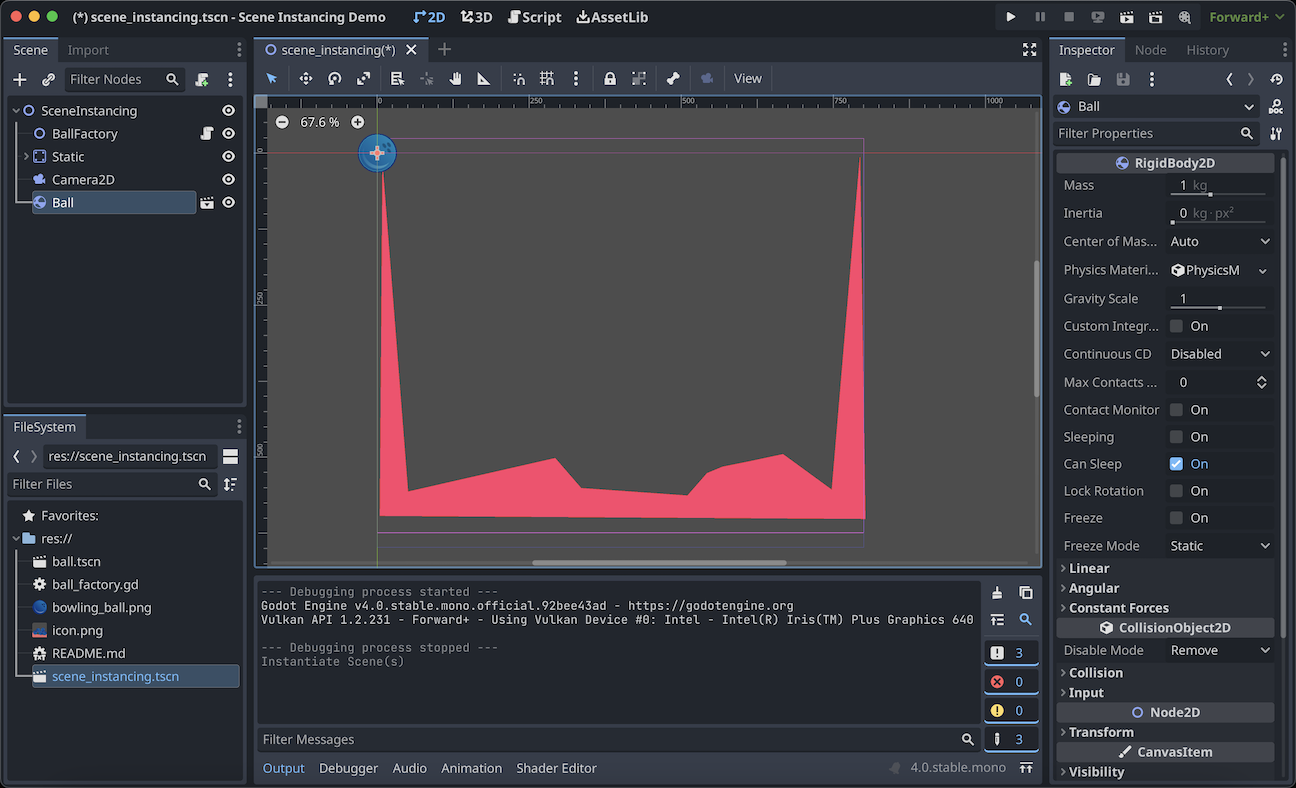 (*) scene_instancing.tscn - Scene Instancing Demo
2D
3D
Script
AssetLib
Forward+
Scene
Import
Filter Nodes
SceneInstancing
BallFactory
Static
Camera2D
Ball
FileSystem
res://scene_instancing.tscn
Filter Files
Favorites:
res://
ball.tscn
ball_factory.gd
bowling_ball.png
icon.png
README.md
scene_instancing.tscn
scene_instancing(*)
View
0
250
500
750
1000
67.6 %
0
250
500
--- Debugging process started ---
Godot Engine v4.0.stable.mono.official.92bee43ad - https://godotengine.org
Vulkan API 1.2.231 - Forward+ - Using Vulkan Device #0: Intel - Intel(R) Iris(TM) Plus Graphics 640
--- Debugging process stopped ---
Instantiate Scene(s)
3
0
0
3
Filter Messages
Output
Debugger
Audio
Animation
Shader Editor
4.0.stable.mono
Inspector
Node
History
Ball
DOC
Filter Properties
RigidBody2D
Mass 1 kg
Inertia 0 kg·px²
Center of Mas... Auto
Physics Materi... PhysicsM
Gravity Scale 1
Custom Integr... On
Continuous CD Disabled
Max Contacts ... 0
Contact Monitor On
Sleeping On
Can Sleep On
Lock Rotation On
Freeze On
Freeze Mode Static
Linear
Angular
Constant Forces
CollisionObject2D
Disable Mode Remove
Collision
Input
Node2D
Transform
CanvasItem
Visibility